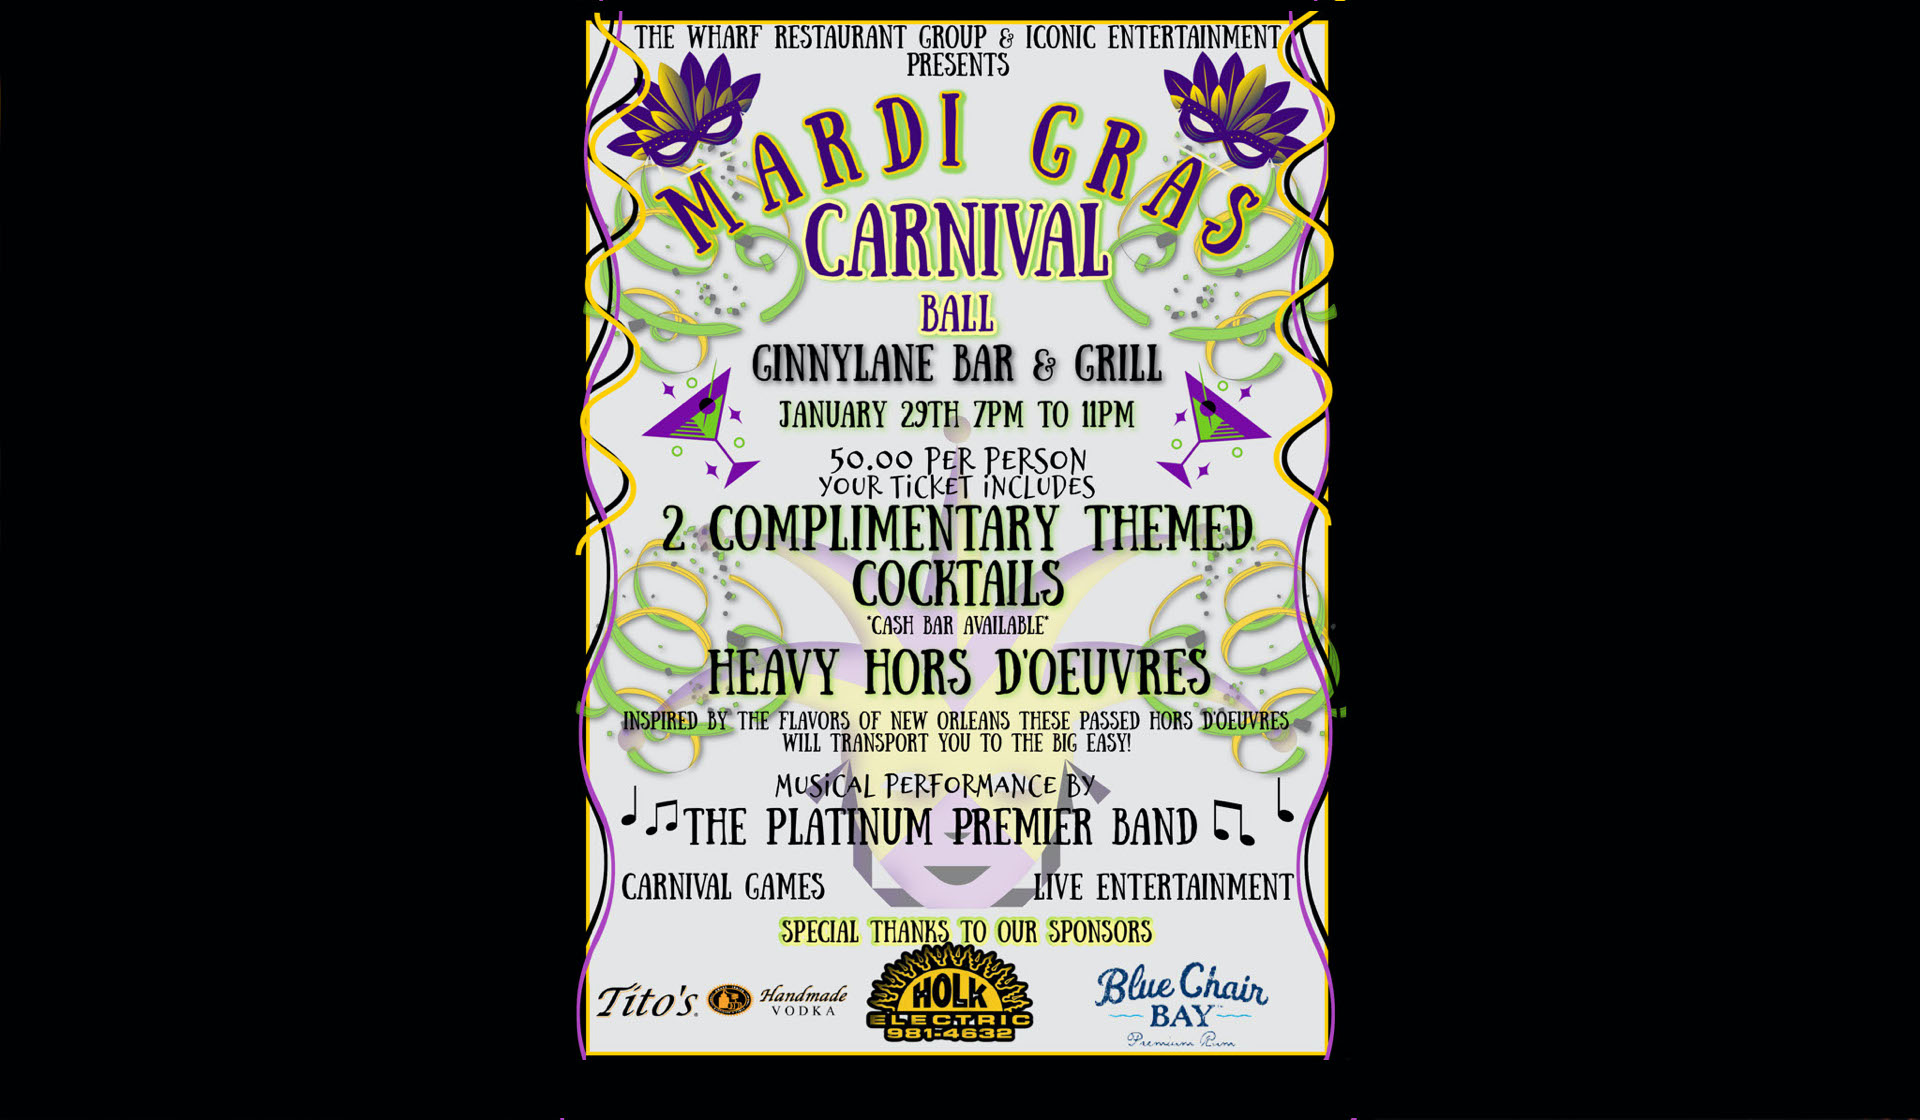 THE WHARF RESTAURANT GROUP & ICONIC ENTERTAINMENT
PRESENTS
MARDI GRAS
CARNIVAL
BALL
GINNYLANE BAR & GRILL
JANUARY 29TH 7PM TO 11PM
50.00 PER PERSON
YOUR TICKET INCLUDES
2 COMPLIMENTARY THEMED
COCKTAILS
*CASH BAR AVAILABLE*
HEAVY HORS D'OEUVRES
INSPIRED BY THE FLAVORS OF NEW ORLEANS THESE PASSED HORS D'OEUVRES
WILL TRANSPORT YOU TO THE BIG EASY!
MUSICAL PERFORMANCE BY
THE PLATINUM PREMIER BAND
CARNIVAL GAMES
LIVE ENTERTAINMENT
SPECIAL THANKS TO OUR SPONSORS
Tito's® Handmade
VODKA
HOLK
ELECTRIC
981-4632
Blue Chair
BAY™
Premium Rum